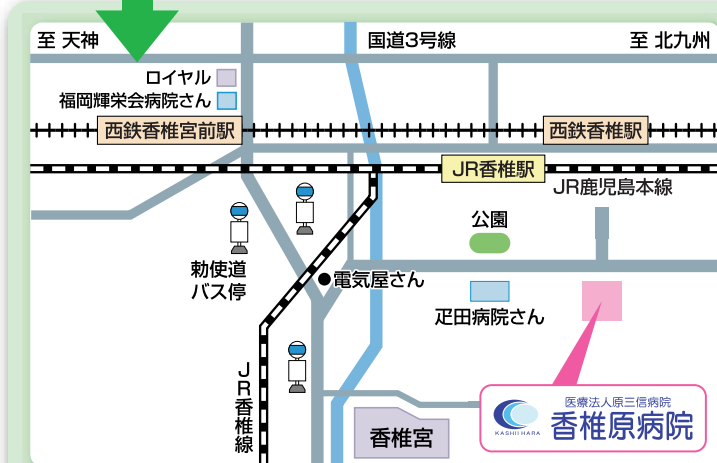 至 天神
国道3号線
至 北九州
ロイヤル
福岡輝栄会病院さん
西鉄香椎宮前駅
西鉄香椎駅
JR香椎駅
JR鹿児島本線
公園
勅使道
バス停
電気屋さん
疋田病院さん
JR香椎線
香椎宮
医療法人原三信病院
香椎原病院
KASHII HARA